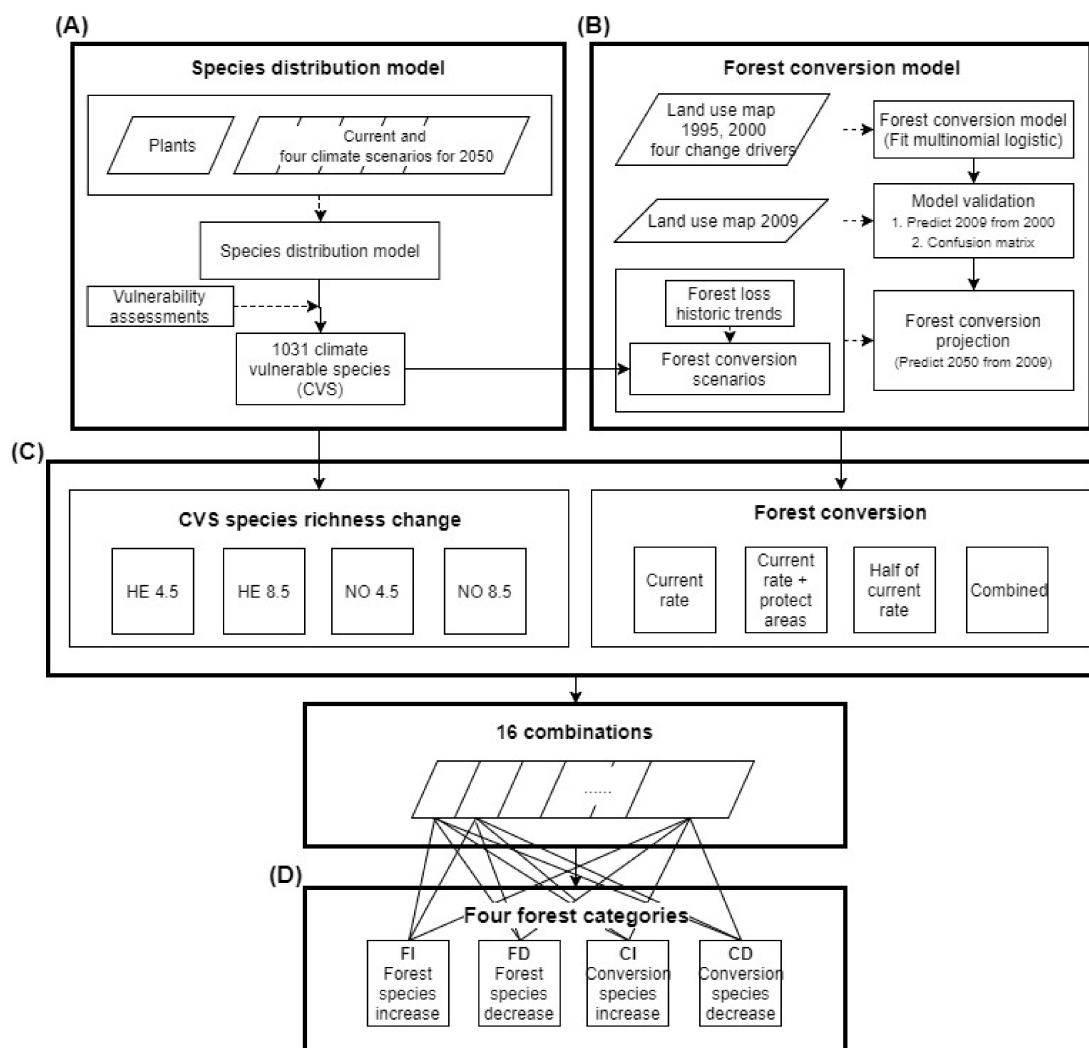 (A)
Species distribution model
Plants
Current and
four climate scenarios for 2050
Species distribution model
Vulnerability
assessments
1031 climate
vulnerable species
(CVS)
(B)
Forest conversion model
Land use map
1995, 2000
four change drivers
Forest conversion model
(Fit multinomial logistic)
Land use map 2009
Model validation
1. Predict 2009 from 2000
2. Confusion matrix
Forest loss
historic trends
Forest conversion
scenarios
Forest conversion
projection
(Predict 2050 from 2009)
(C)
CVS species richness change
HE 4.5
HE 8.5
NO 4.5
NO 8.5
Forest conversion
Current
rate
Current
rate +
protect
areas
Half of
current
rate
Combined
16 combinations
......
(D)
Four forest categories
FI
Forest
species
increase
FD
Forest
species
decrease
CI
Conversion
species
increase
CD
Conversion
species
decrease